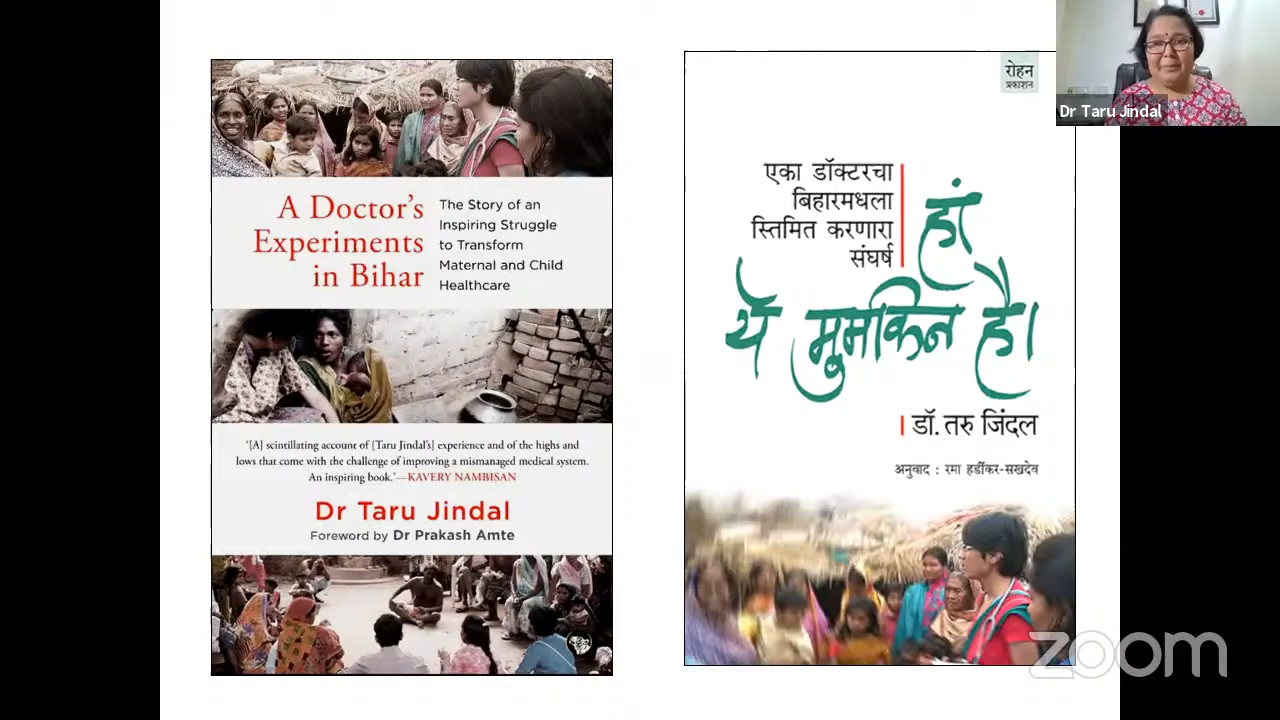 A Doctor's
Experiments
in Bihar
The Story of an
Inspiring Struggle
to Transform
Maternal and Child
Healthcare
'[A] scintillating account of [Taru Jindal's] experience and of the highs and
lows that come with the challenge of improving a mismanaged medical system.
An inspiring book.'—KAVERY NAMBISAN
Dr Taru Jindal
Foreword by Dr Prakash Amte
रोहन
प्रकाशन
एका डॉक्टरचा
बिहारमधला
स्तिमित करणारा
संघर्ष
हां
ये मुमकिन है।
डॉ. तरु जिंदल
अनुवाद : रमा हर्डीकर-सखदेव
Dr Taru Jindal
zoom